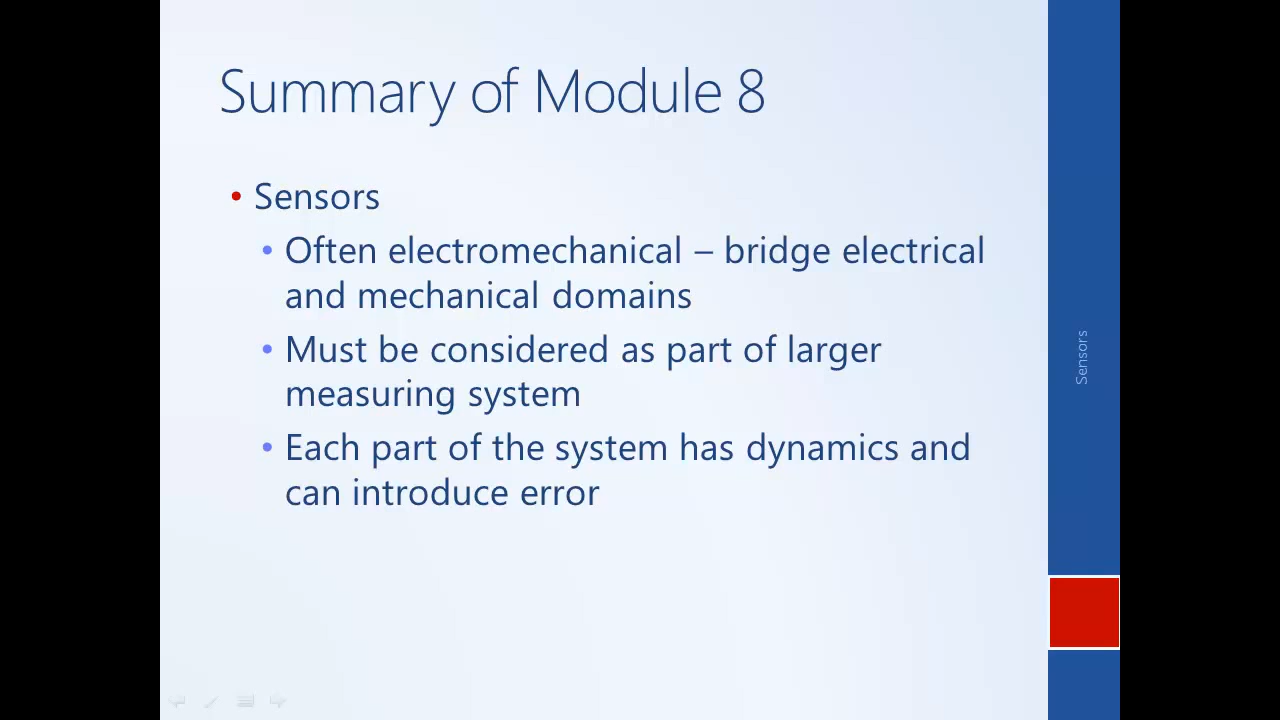 Summary of Module 8
• Sensors
• Often electromechanical – bridge electrical
and mechanical domains
• Must be considered as part of larger
measuring system
• Each part of the system has dynamics and
can introduce error
Sensors